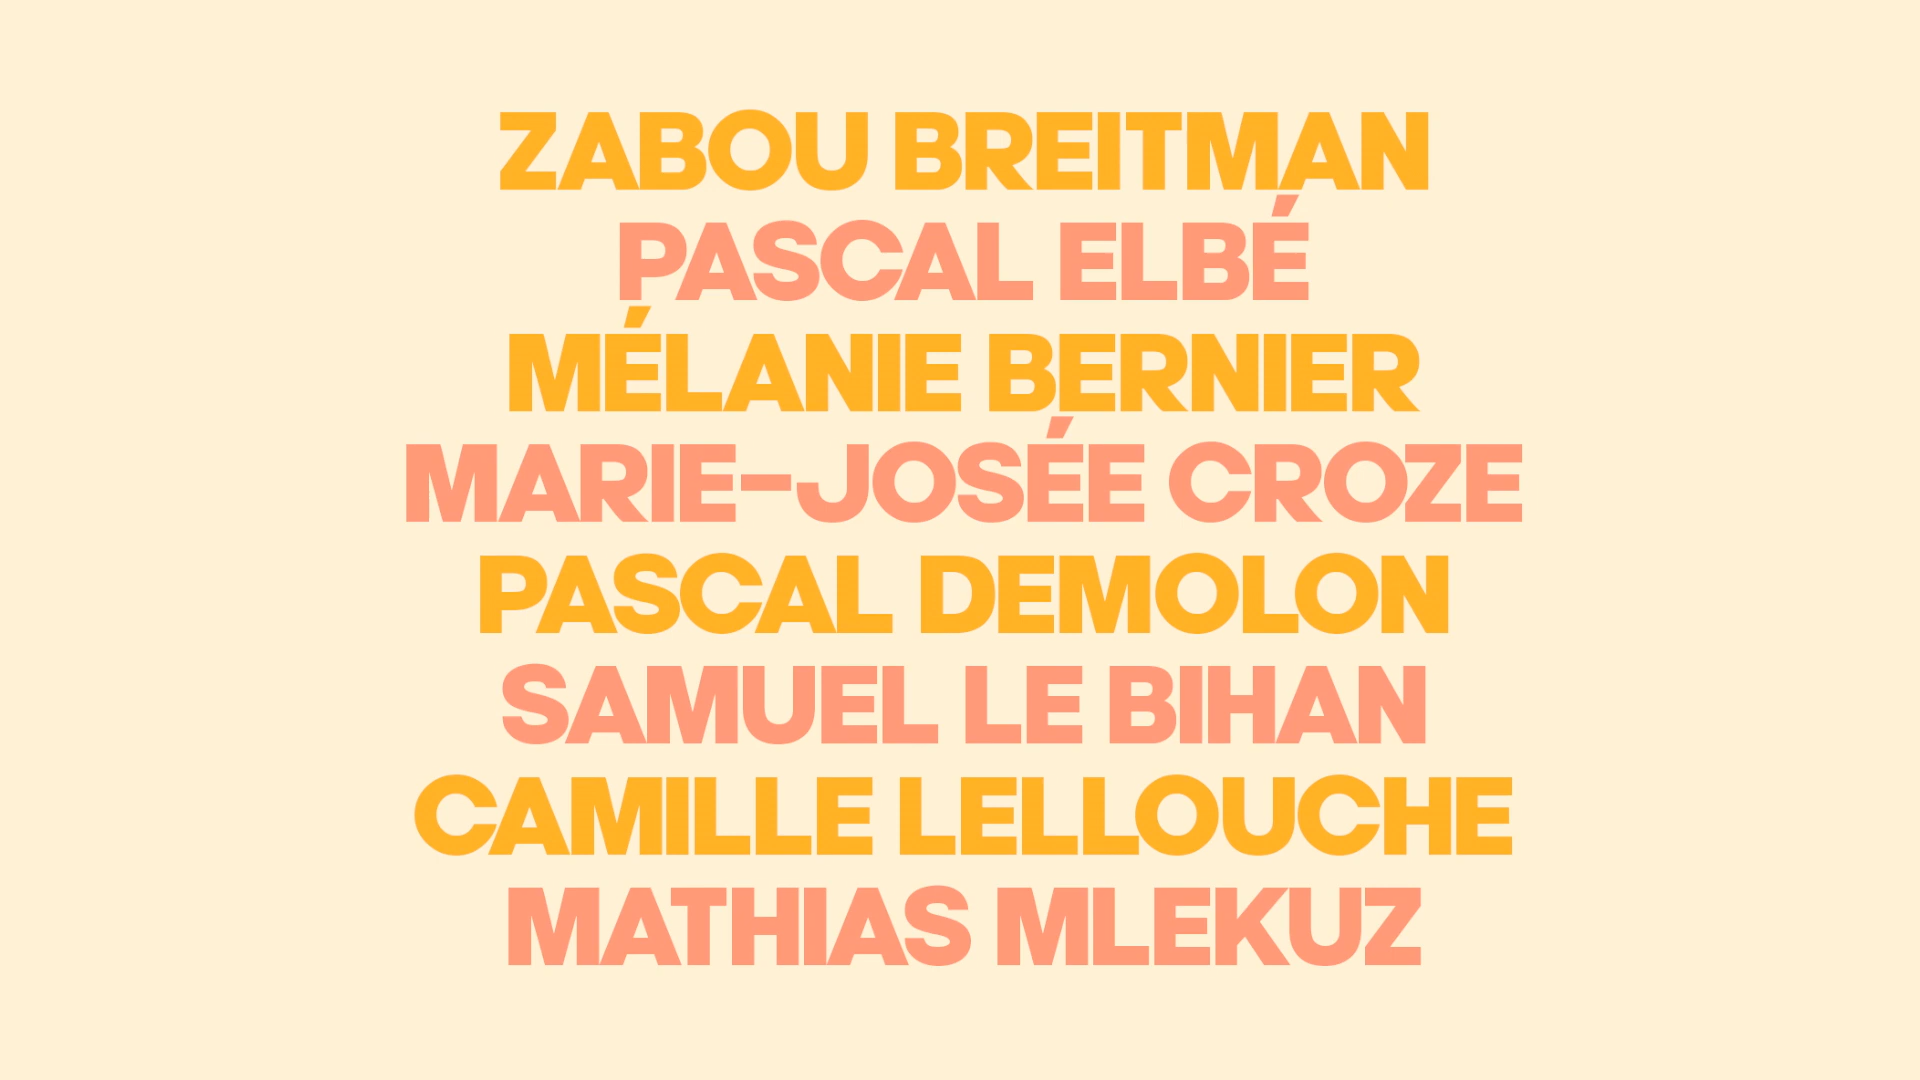 ZABOU BREITMAN
PASCAL ELBÉ
MÉLANIE BERNIER
MARIE-JOSÉE CROZE
PASCAL DEMOLON
SAMUEL LE BIHAN
CAMILLE LELLOUCHE
MATHIAS MLEKUZ